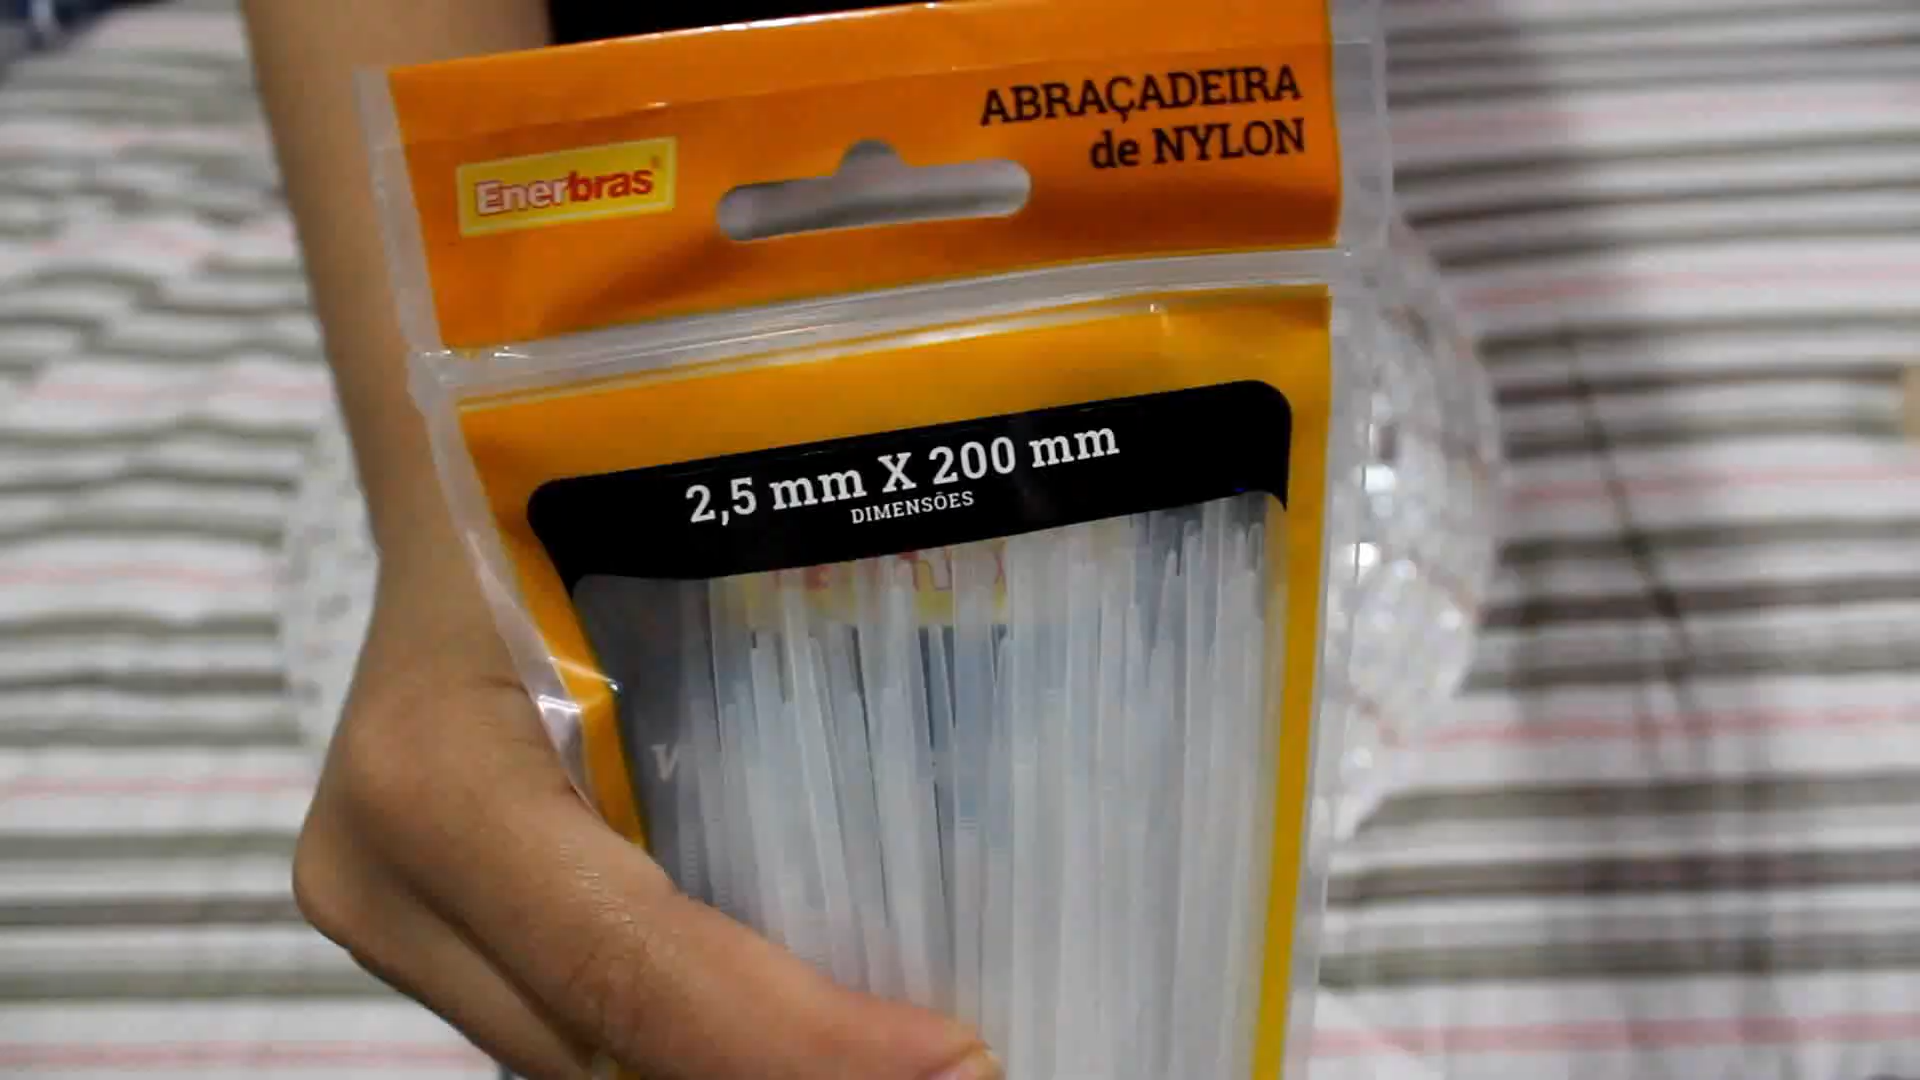 Enerbras®
ABRAÇADEIRA
de NYLON
2,5 mm X 200 mm
DIMENSÕES